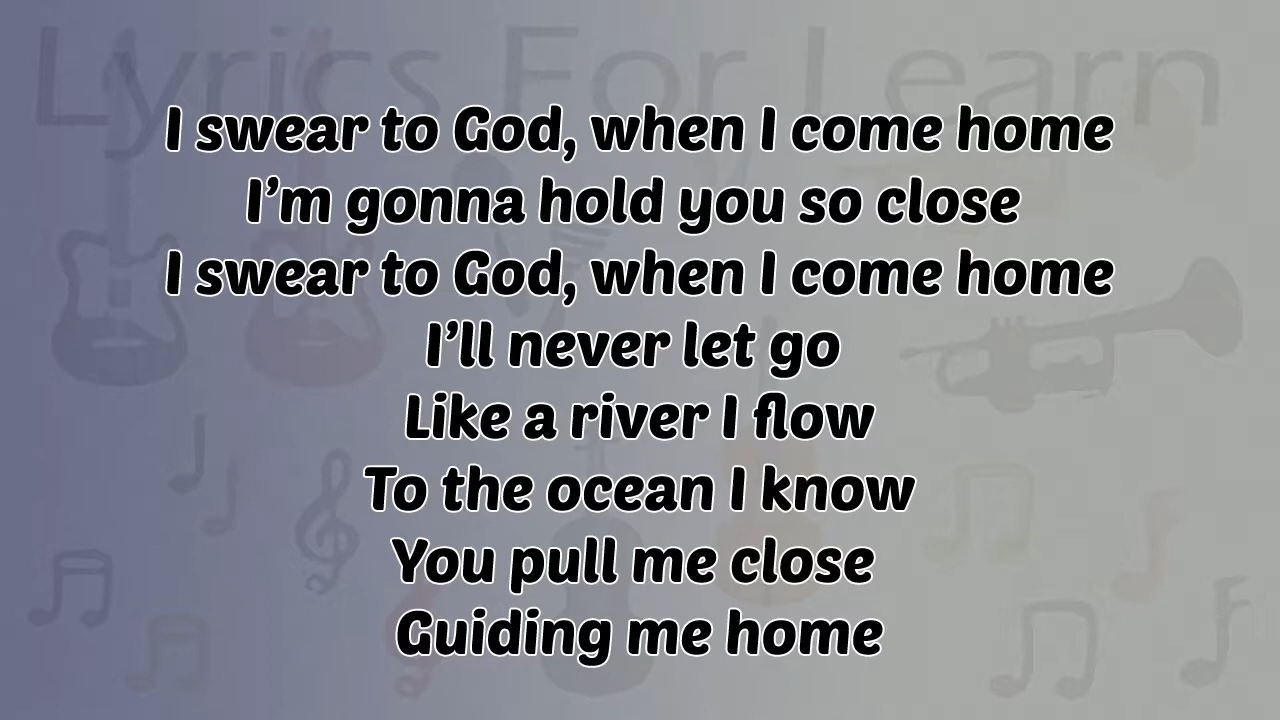 Lyrics For Learn
I swear to God, when I come home
I’m gonna hold you so close
I swear to God, when I come home
I’ll never let go
Like a river I flow
To the ocean I know
You pull me close
Guiding me home